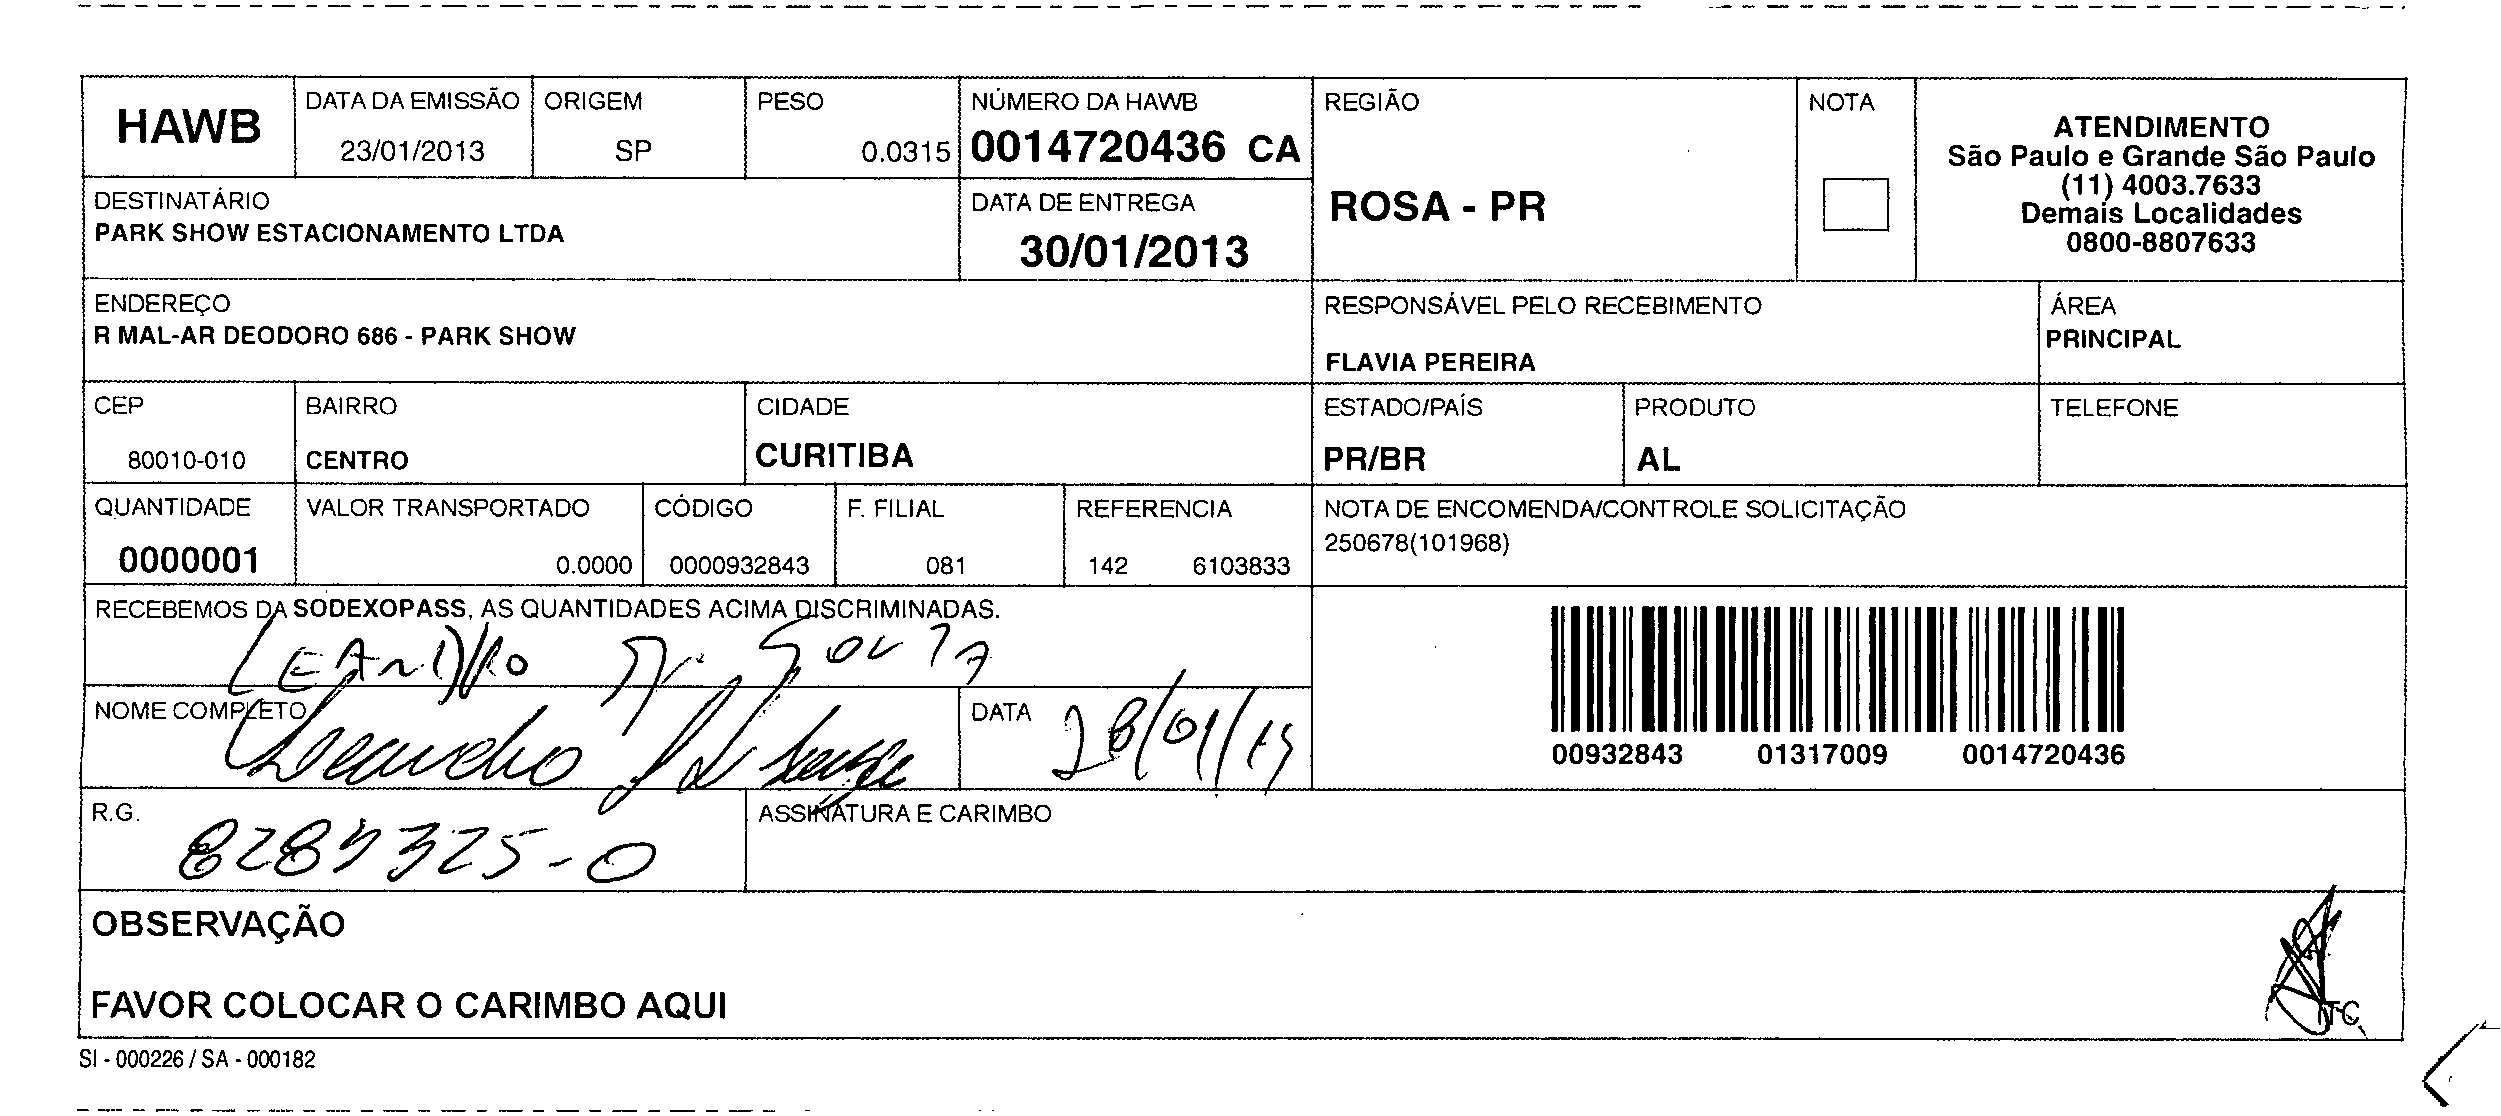 HAWB
DATA DA EMISSÃO
23/01/2013
ORIGEM
SP
PESO
0.0315
NÚMERO DA HAWB
0014720436 CA
REGIÃO
ROSA - PR
NOTA
ATENDIMENTO
São Paulo e Grande São Paulo
(11) 4003.7633
Demais Localidades
0800-8807633
DESTINATÁRIO
PARK SHOW ESTACIONAMENTO LTDA
DATA DE ENTREGA
30/01/2013
ENDEREÇO
R MAL-AR DEODORO 686 - PARK SHOW
RESPONSÁVEL PELO RECEBIMENTO
FLAVIA PEREIRA
ÁREA
PRINCIPAL
CEP
80010-010
BAIRRO
CENTRO
CIDADE
CURITIBA
ESTADO/PAÍS
PR/BR
PRODUTO
AL
TELEFONE
QUANTIDADE
0000001
VALOR TRANSPORTADO
0.0000
CÓDIGO
0000932843
F. FILIAL
081
REFERENCIA
142 6103833
NOTA DE ENCOMENDA/CONTROLE SOLICITAÇÃO
250678(101968)
RECEBEMOS DA SODEXOPASS, AS QUANTIDADES ACIMA DISCRIMINADAS.
LEANDRO
NOME COMPLETO
Leandro
DATA
28/01/13
00932843 01317009 0014720436
R.G.
8289325-0
ASSINATURA E CARIMBO
OBSERVAÇÃO
FAVOR COLOCAR O CARIMBO AQUI
TC
SI - 000226 / SA - 000182